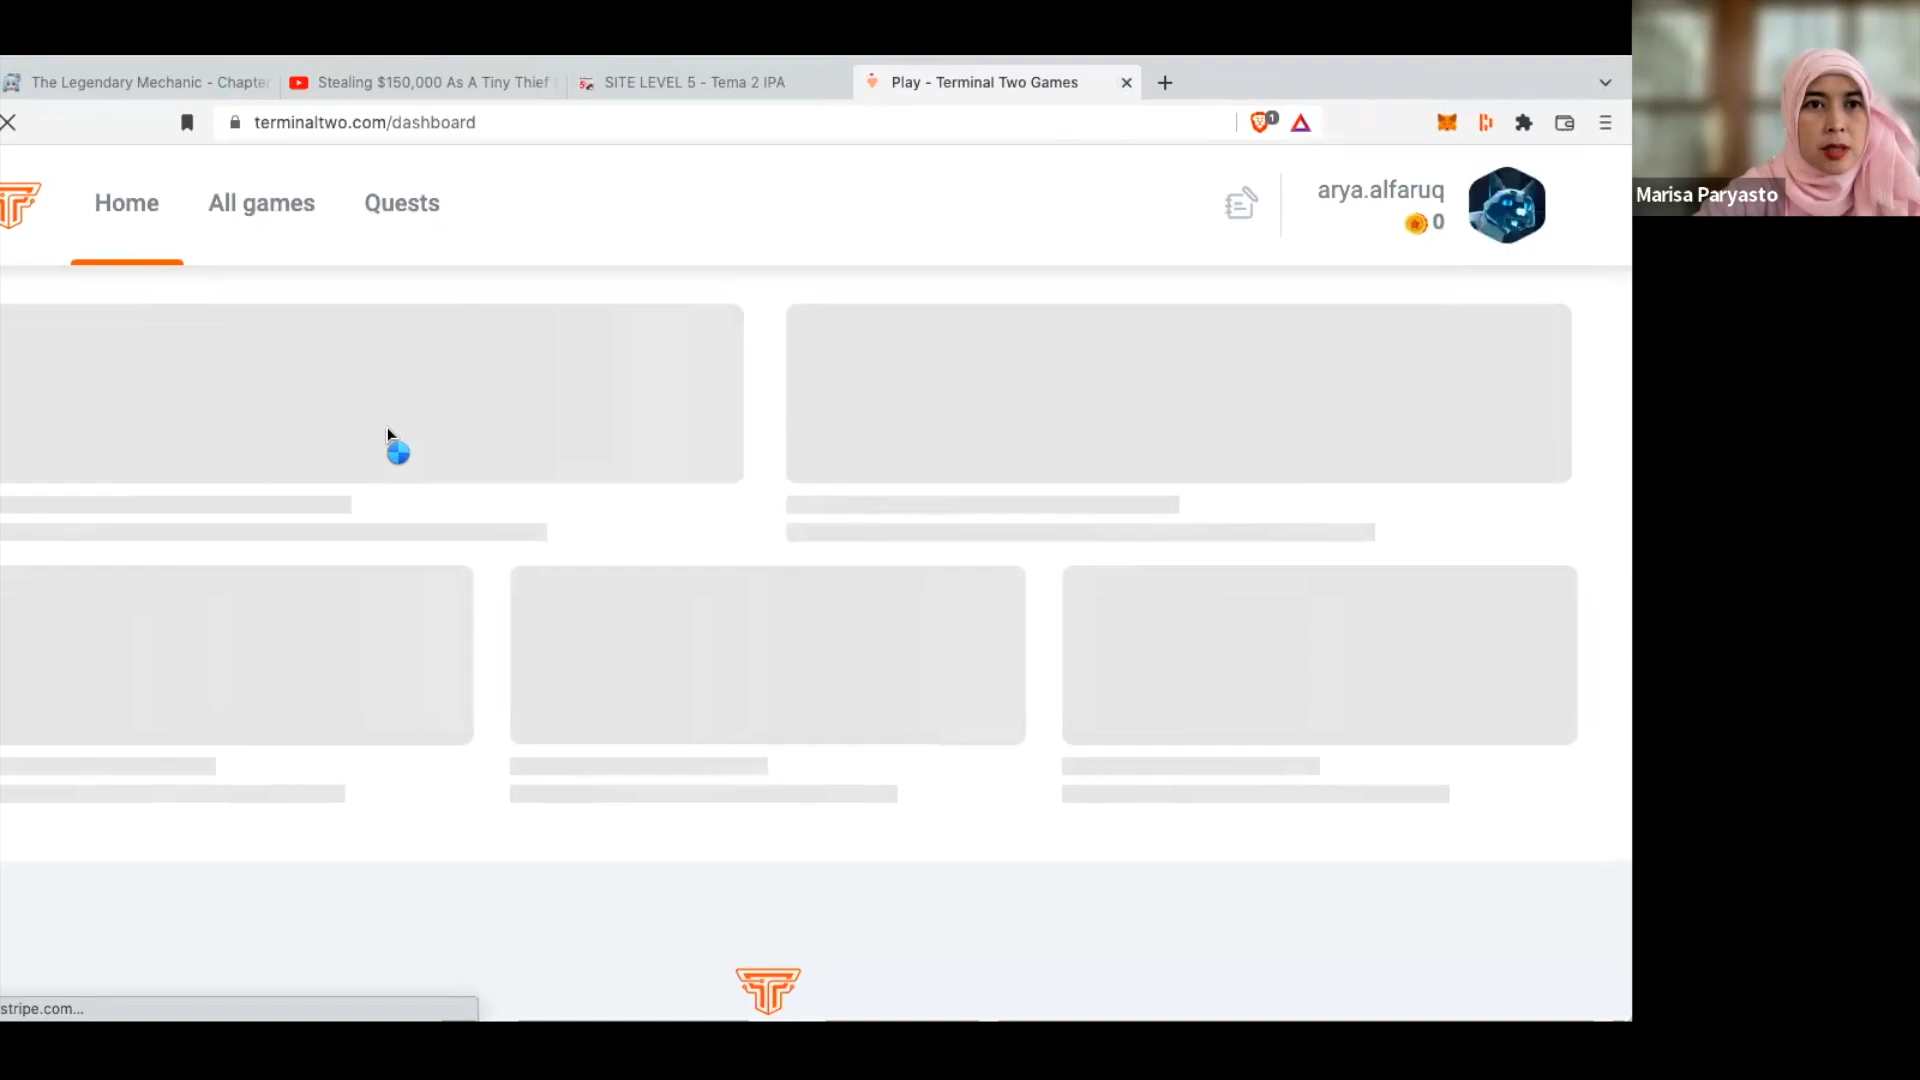 The Legendary Mechanic - Chapter
Stealing $150,000 As A Tiny Thief
SITE LEVEL 5 - Tema 2 IPA
Play - Terminal Two Games
terminaltwo.com/dashboard
1
Home
All games
Quests
arya.alfaruq
0
Marisa Paryasto
stripe.com...